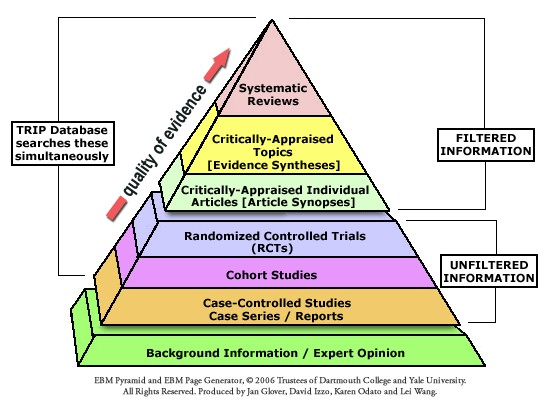 Systematic
Reviews
quality of evidence
TRIP Database
searches these
simultaneously
Critically-Appraised
Topics
[Evidence Syntheses]
FILTERED
INFORMATION
Critically-Appraised Individual
Articles [Article Synopses]
Randomized Controlled Trials
(RCTs)
Cohort Studies
UNFILTERED
INFORMATION
Case-Controlled Studies
Case Series / Reports
Background Information / Expert Opinion
EBM Pyramid and EBM Page Generator, © 2006 Trustees of Dartmouth College and Yale University.
All Rights Reserved. Produced by Jan Glover, David Izzo, Karen Odato and Lei Wang.